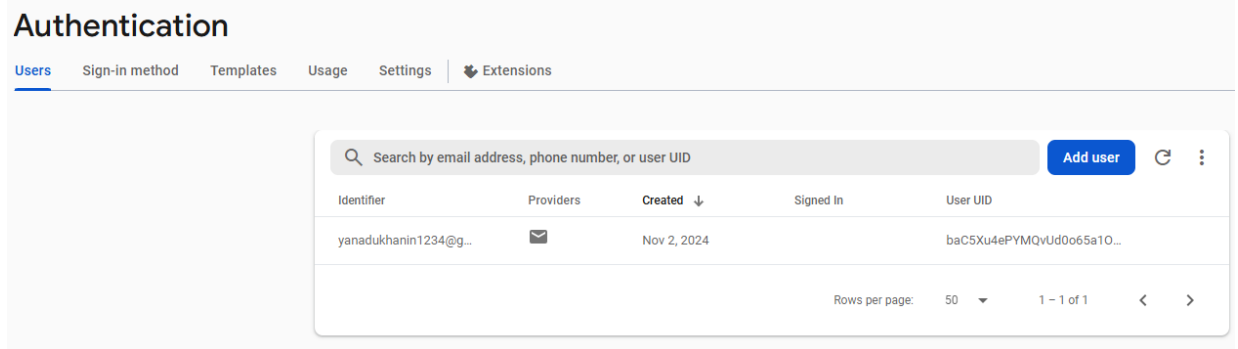 Authentication
Users Sign-in method Templates Usage Settings Extensions
Search by email address, phone number, or user UID Add user
Identifier Providers Created Signed In User UID
yanadukhanin1234@g... Nov 2, 2024 baC5Xu4ePYMQvUd0o65a1O...
Rows per page: 50 1 – 1 of 1